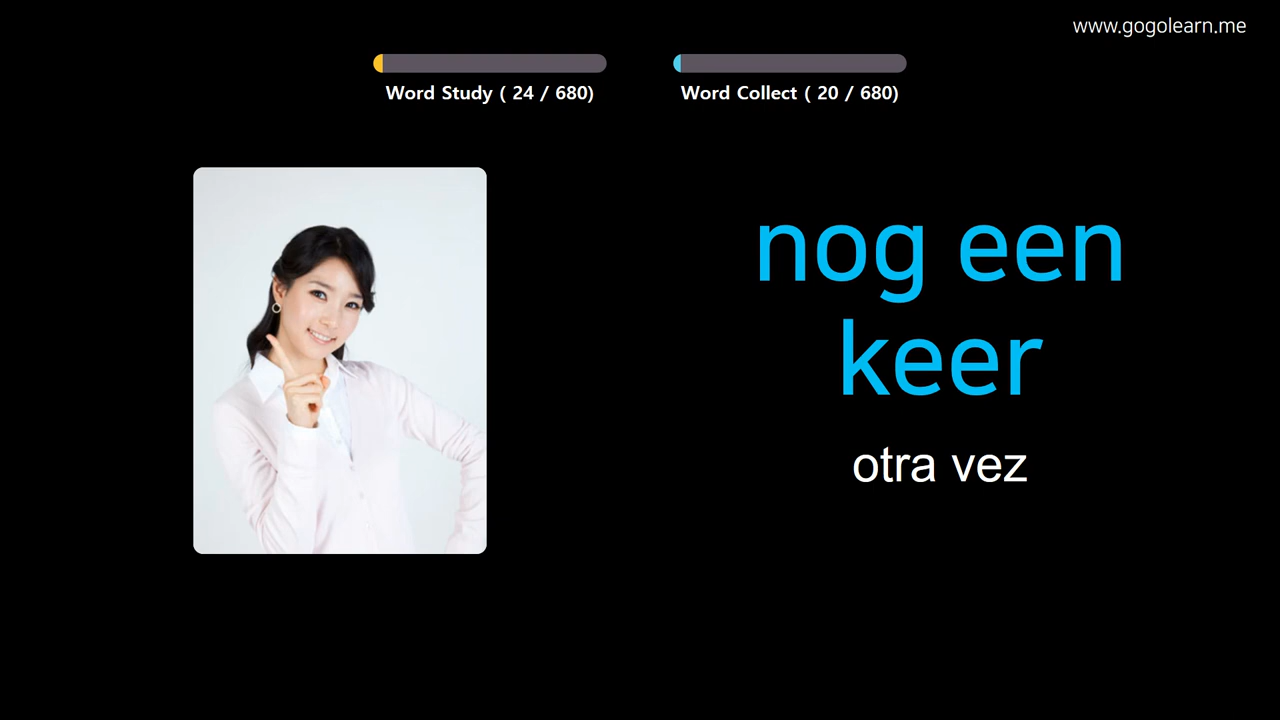 www.gogolearn.me
Word Study ( 24 / 680)
Word Collect ( 20 / 680)
nog een
keer
otra vez